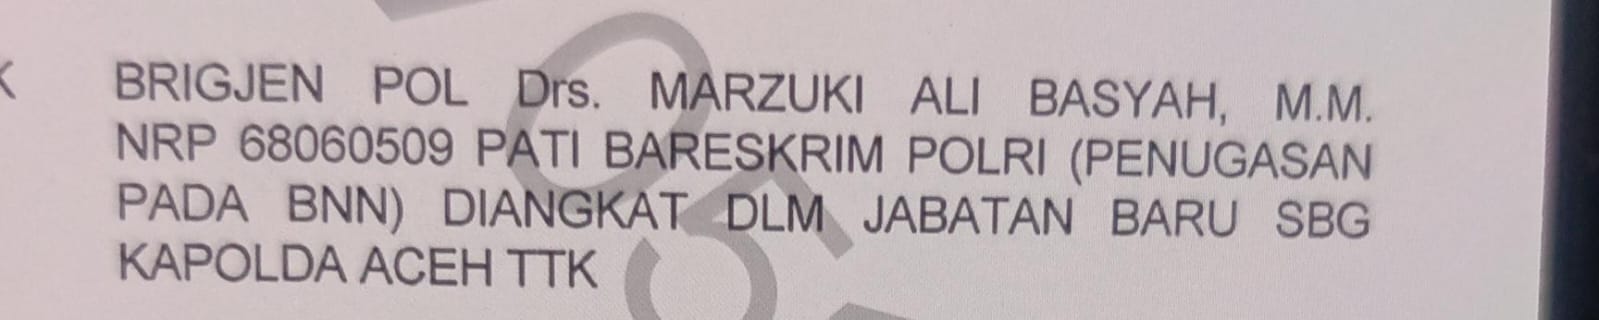 K
BRIGJEN POL Drs. MARZUKI ALI BASYAH, M.M.
NRP 68060509 PATI BARESKRIM POLRI (PENUGASAN
PADA BNN) DIANGKAT DLM JABATAN BARU SBG
KAPOLDA ACEH TTK